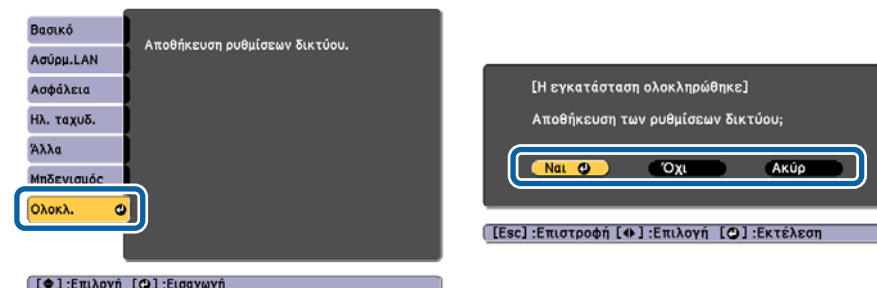 Βασικό
Ασύρμ.LAN
Ασφάλεια
Ηλ. ταχυδ.
Άλλα
Μηδενισμός
Ολοκλ.
Αποθήκευση ρυθμίσεων δικτύου.
[ ] :Επιλογή [ ] :Εισαγωγή
[Η εγκατάσταση ολοκληρώθηκε]
Αποθήκευση των ρυθμίσεων δικτύου;
Ναι Όχι Ακύρ
[Esc] :Επιστροφή [ ] :Επιλογή [ ] :Εκτέλεση